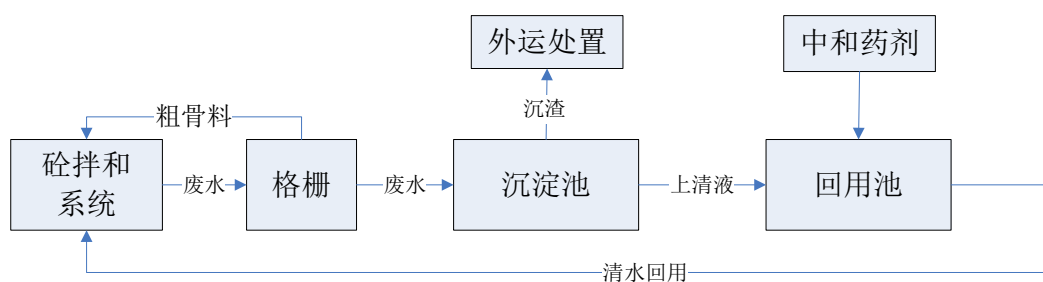 外运处置
中和药剂
沉渣
粗骨料
砼拌和
系统
废水
格栅
废水
沉淀池
上清液
回用池
清水回用